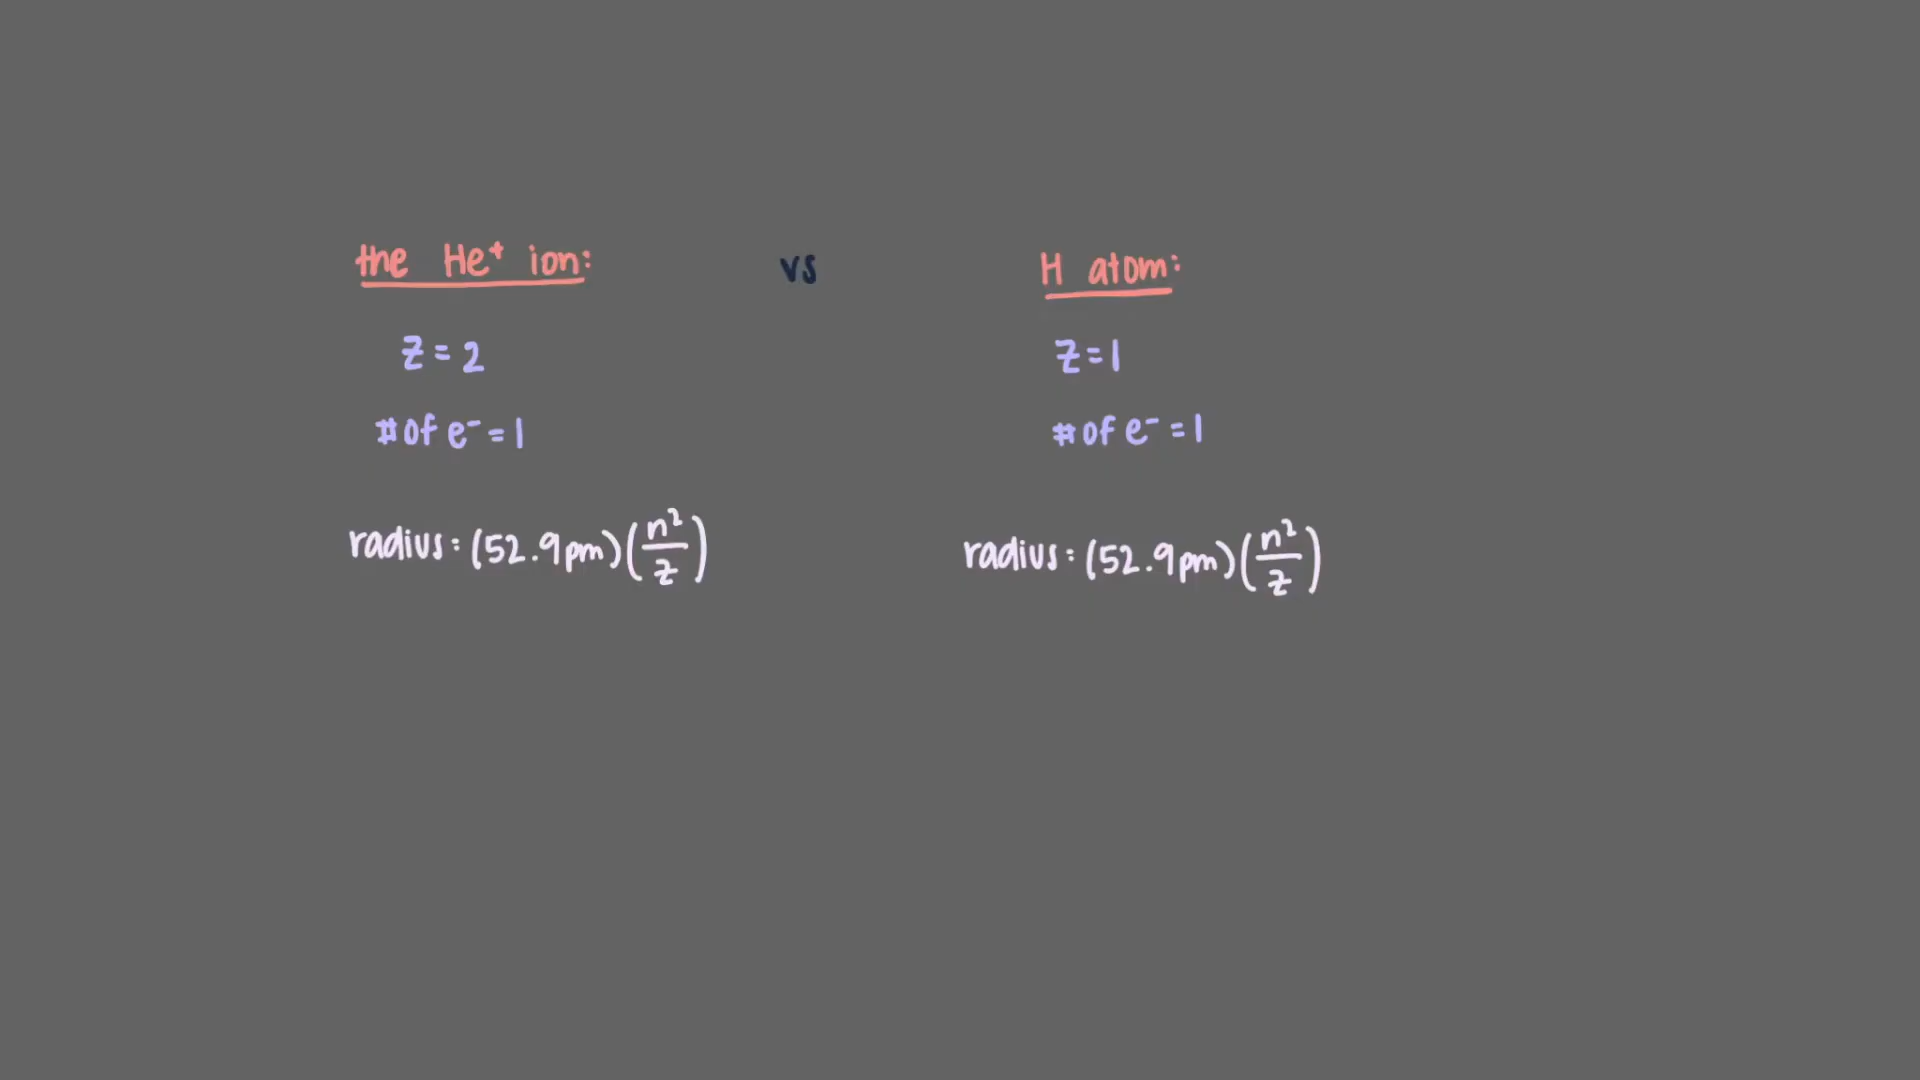 the He⁺ ion:
vs
H atom:
z = 2
z = 1
# of e⁻ = 1
# of e⁻ = 1
radius: (52.9pm)(n²/z)
radius: (52.9pm)(n²/z)